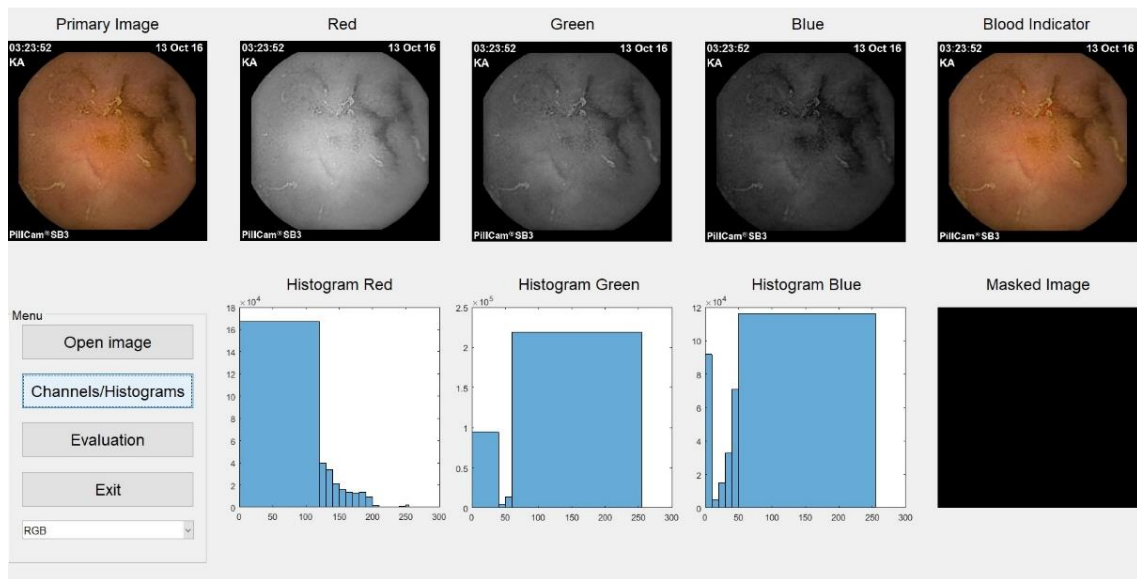 Primary Image
Red
Green
Blue
Blood Indicator
03:23:52 13 Oct 16
KA
PillCam®SB3
03:23:52 13 Oct 16
KA
PillCam®SB3
03:23:52 13 Oct 16
KA
PillCam®SB3
03:23:52 13 Oct 16
KA
PillCam®SB3
03:23:52 13 Oct 16
KA
PillCam®SB3
Menu
Open image
Channels/Histograms
Evaluation
Exit
RGB
Histogram Red
×10⁴
18
16
14
12
10
8
6
4
2
0
0 50 100 150 200 250 300
Histogram Green
×10⁵
2.5
2
1.5
1
0.5
0
0 50 100 150 200 250 300
Histogram Blue
×10⁴
12
10
8
6
4
2
0
0 50 100 150 200 250 300
Masked Image